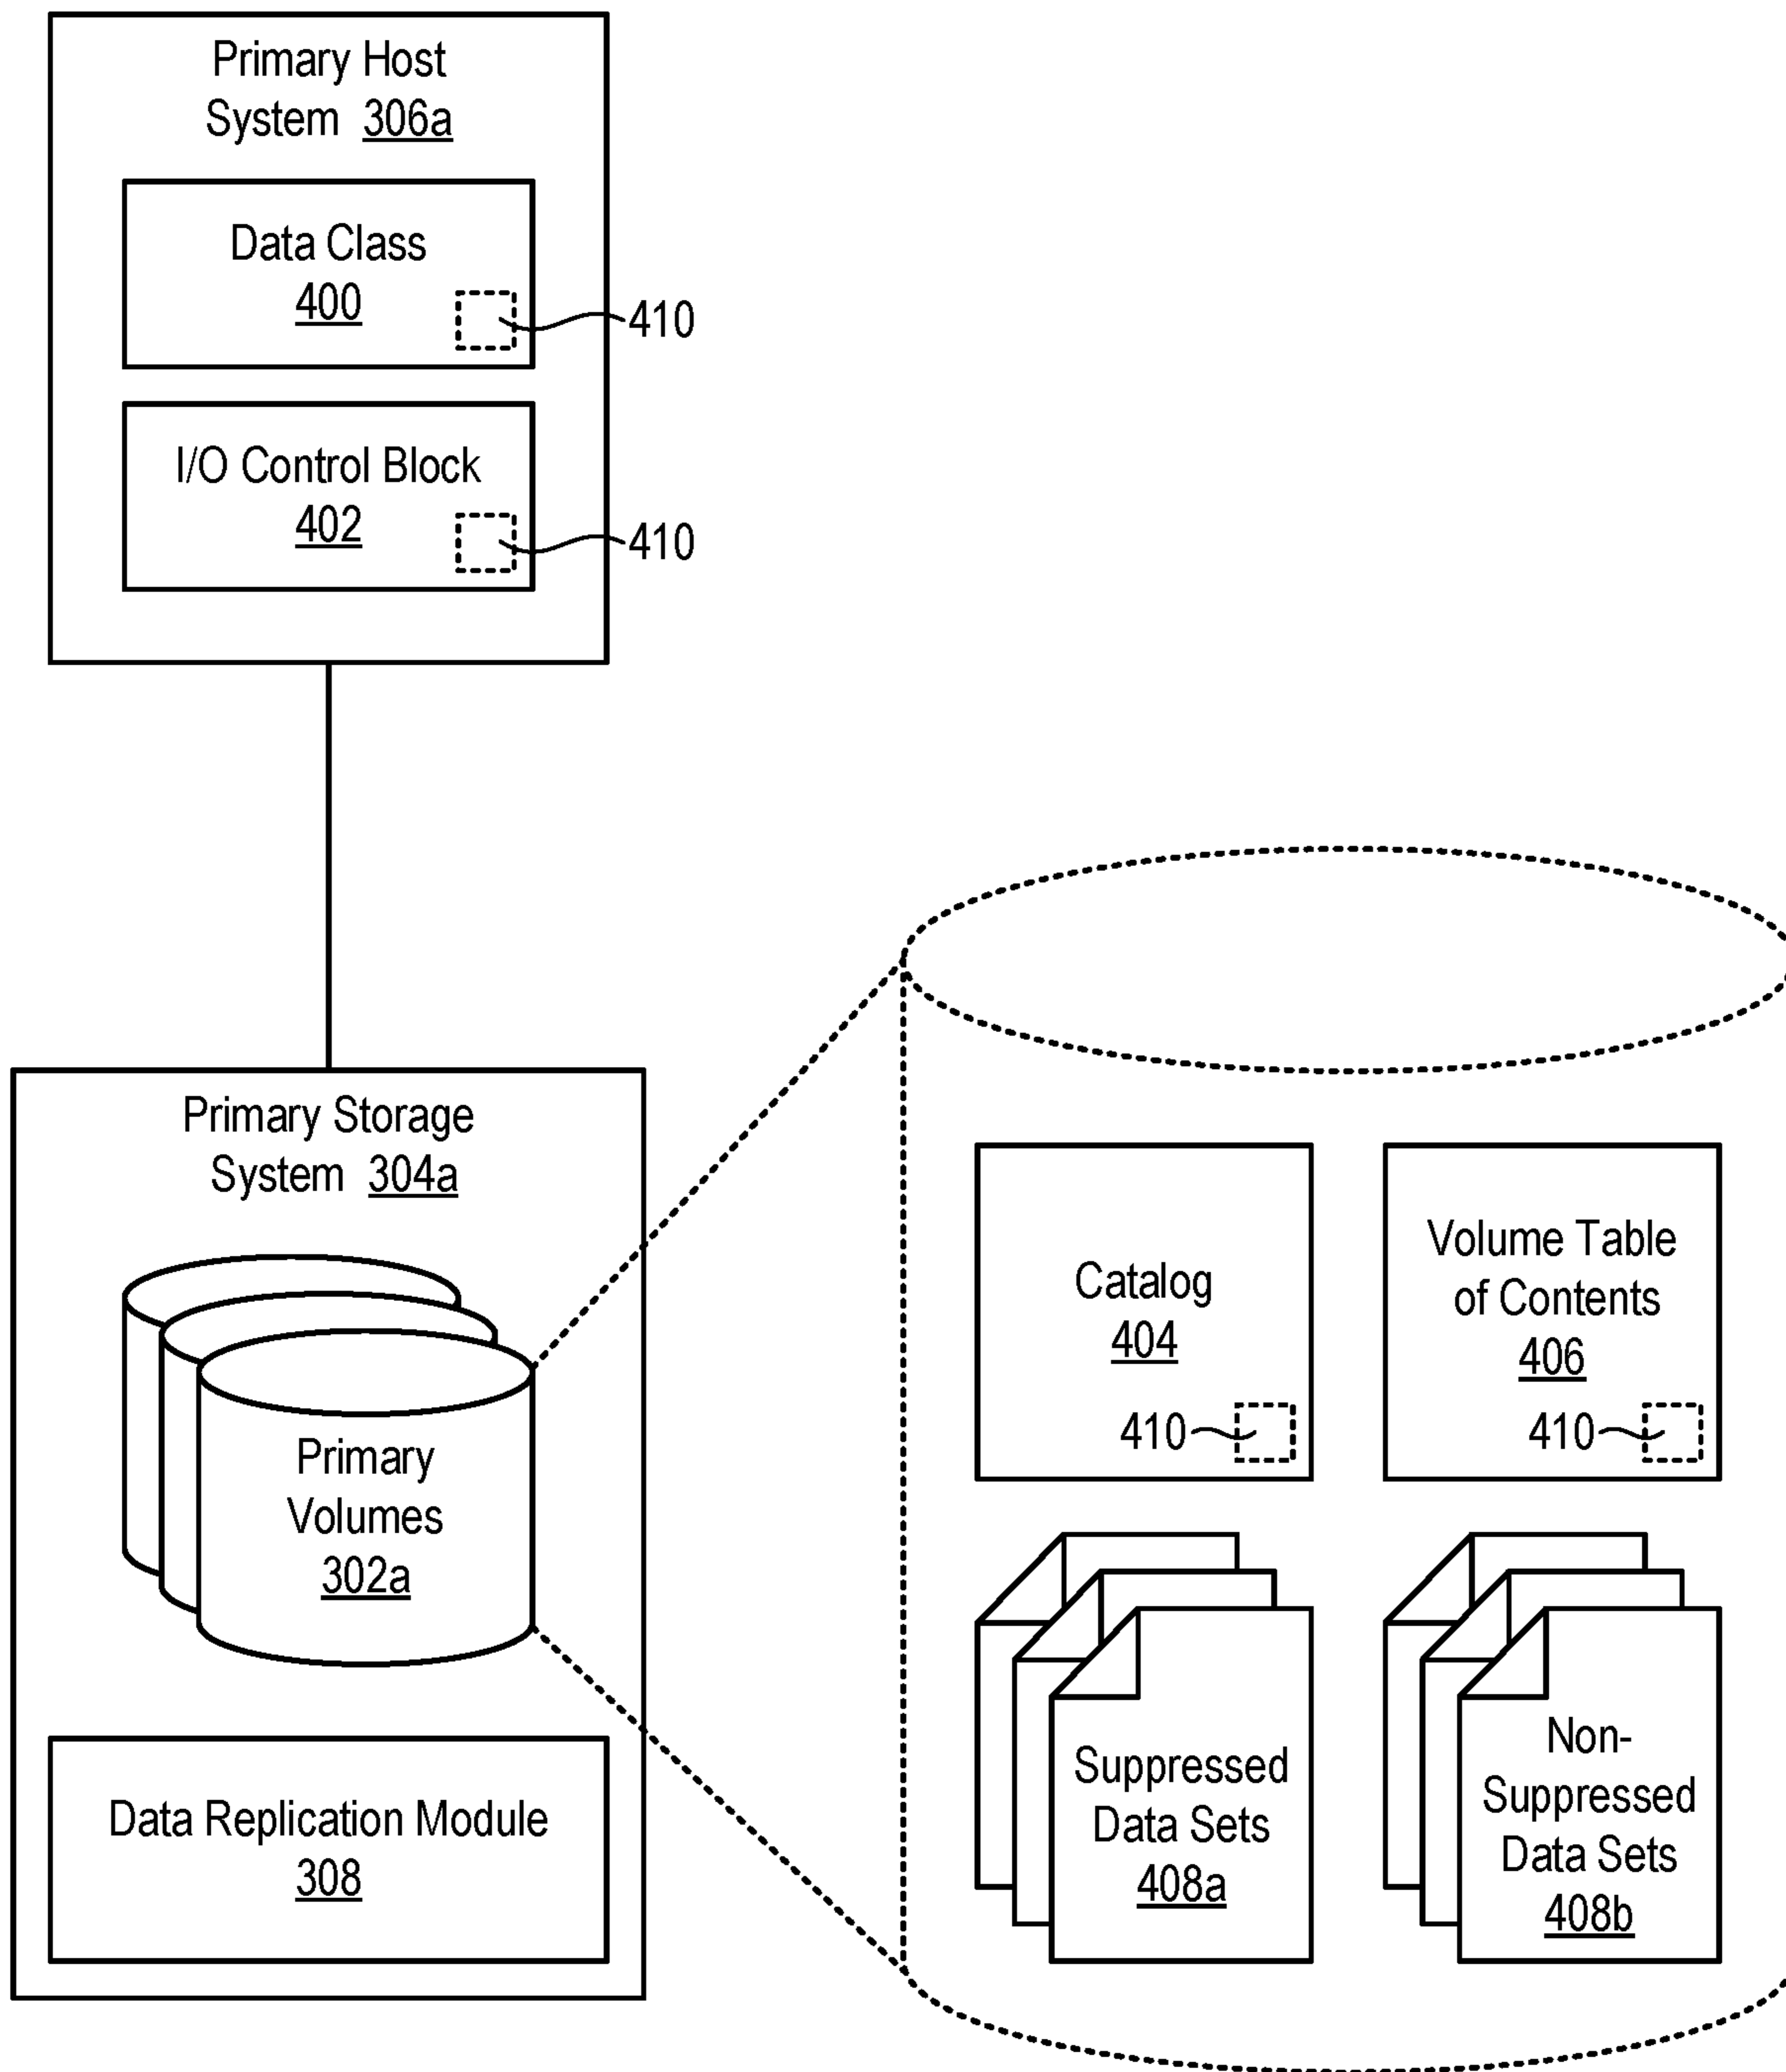 Primary Host
System 306a
Data Class
400
410
I/O Control Block
402
410
Primary Storage
System 304a
Primary
Volumes
302a
Data Replication Module
308
Catalog
404
410
Volume Table
of Contents
406
410
Suppressed
Data Sets
408a
Non-
Suppressed
Data Sets
408b